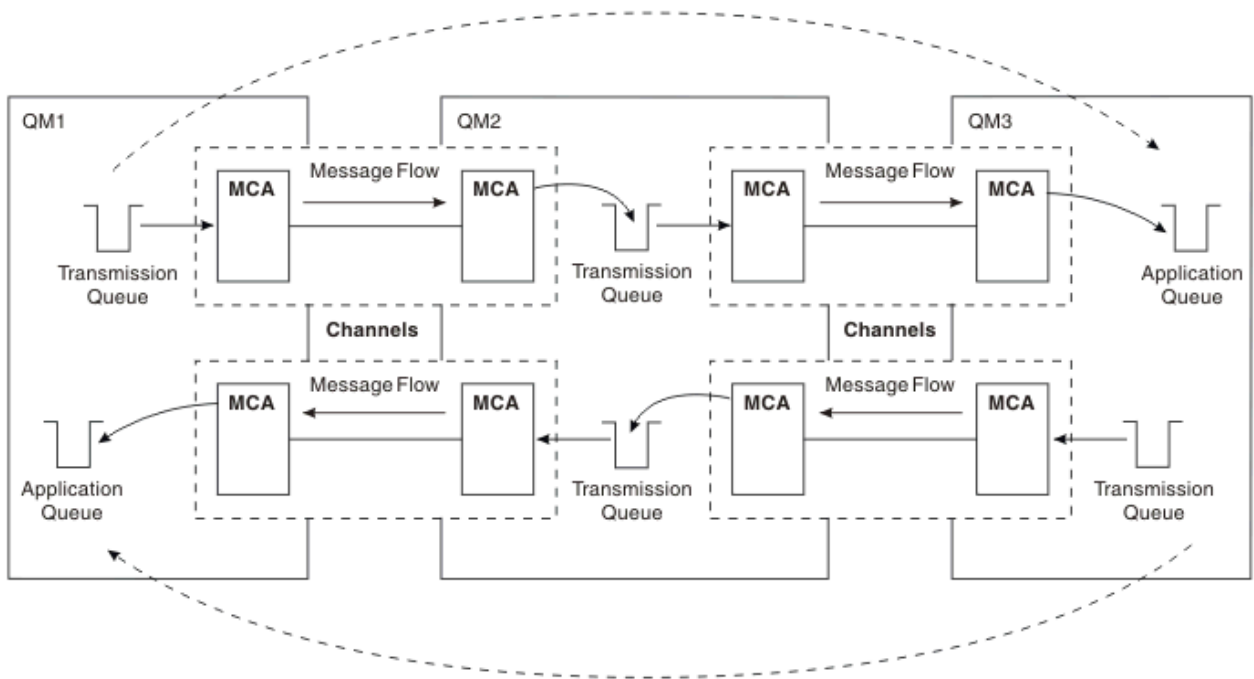 QM1
QM2
QM3
Message Flow
Message Flow
MCA
MCA
MCA
MCA
Transmission
Queue
Transmission
Queue
Application
Queue
Channels
Channels
Message Flow
Message Flow
MCA
MCA
MCA
MCA
Application
Queue
Transmission
Queue
Transmission
Queue